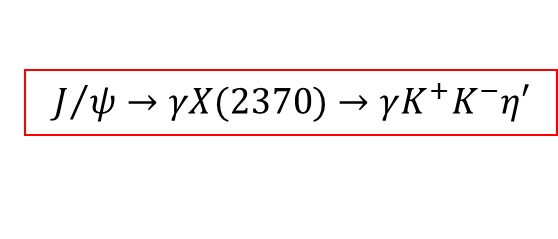 J/ψ → γX(2370) → γK⁺K⁻η′